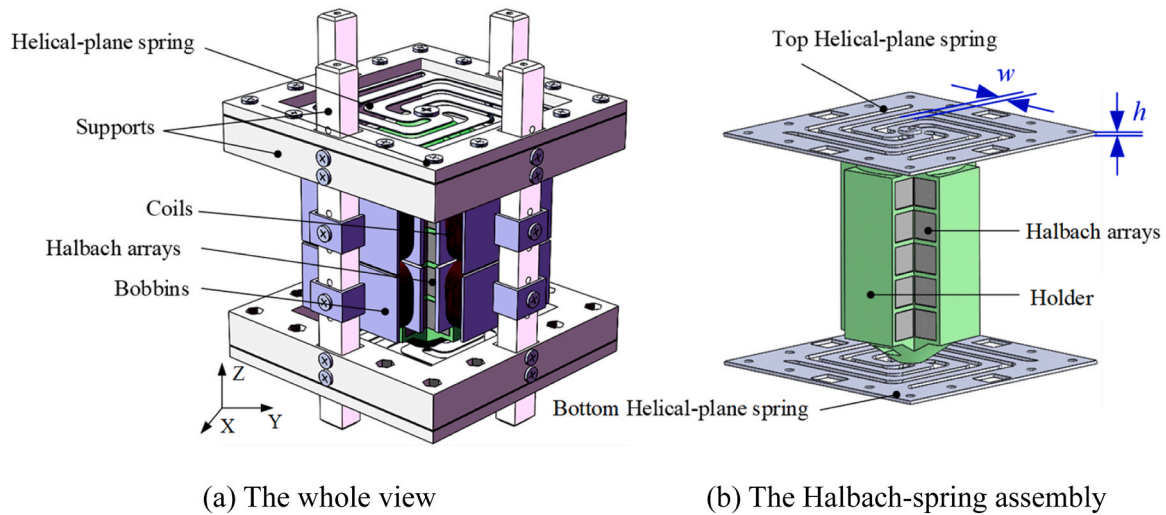 Helical-plane spring
Supports
Coils
Halbach arrays
Bobbins
Z
X
Y
(a) The whole view
Top Helical-plane spring
w
h
Halbach arrays
Holder
Bottom Helical-plane spring
(b) The Halbach-spring assembly